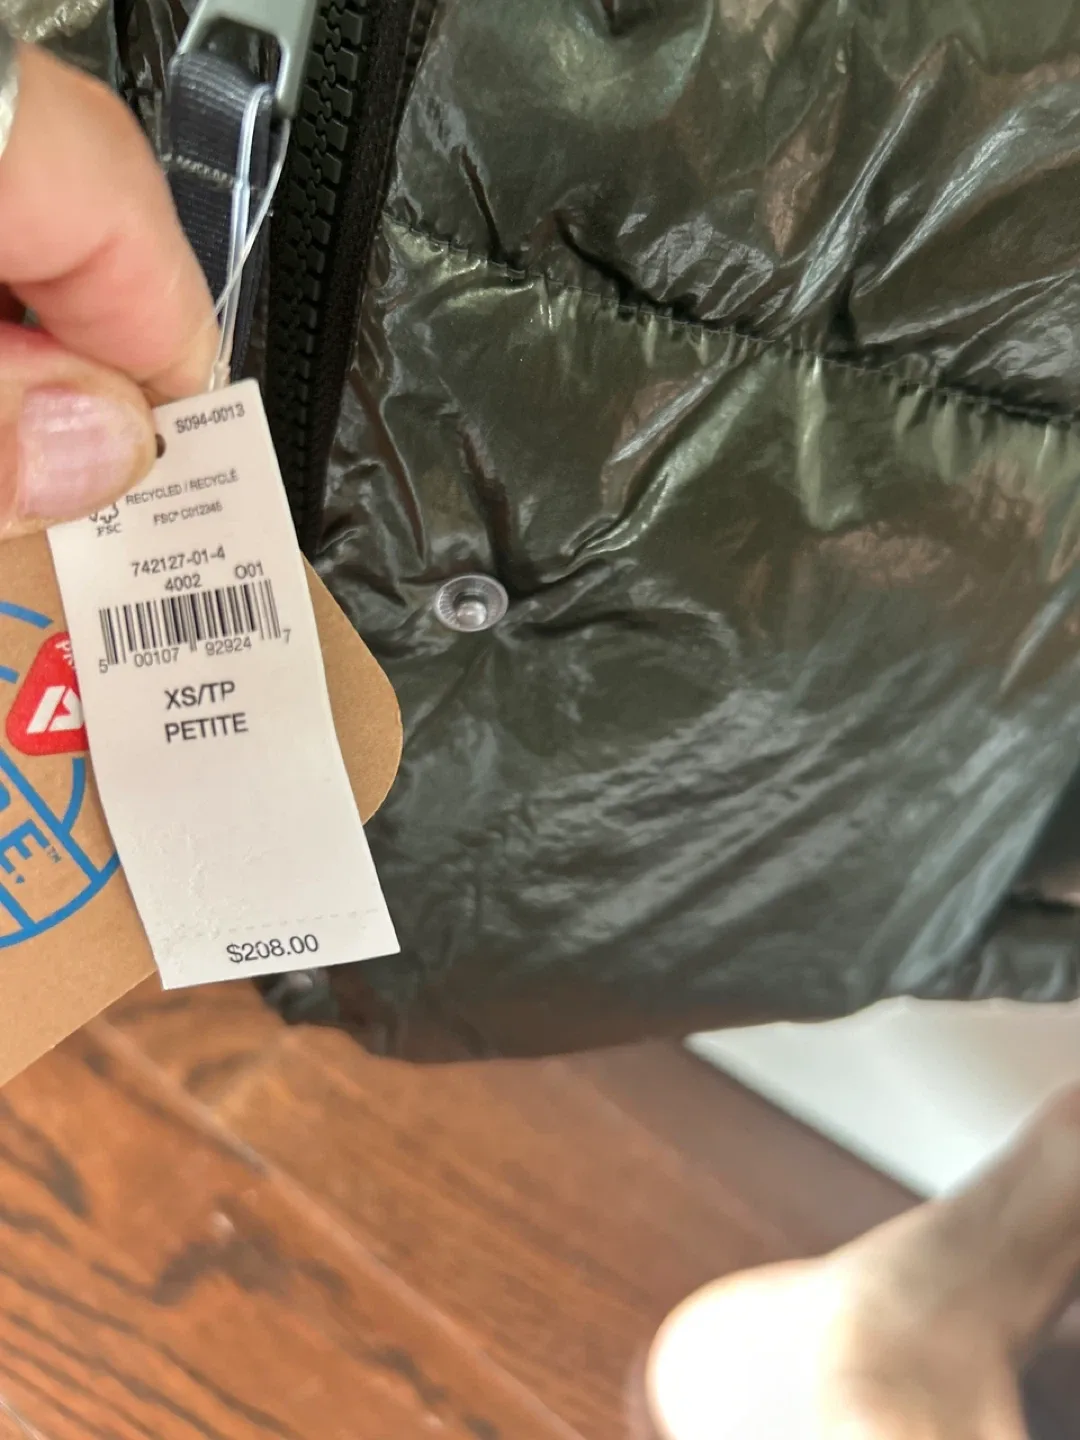 S094-0013
RECYCLED / RECYCLÉ
FSC
FSC® C012345
742127-01-4
4002 001
5 00107 92924 7
XS/TP
PETITE
$208.00